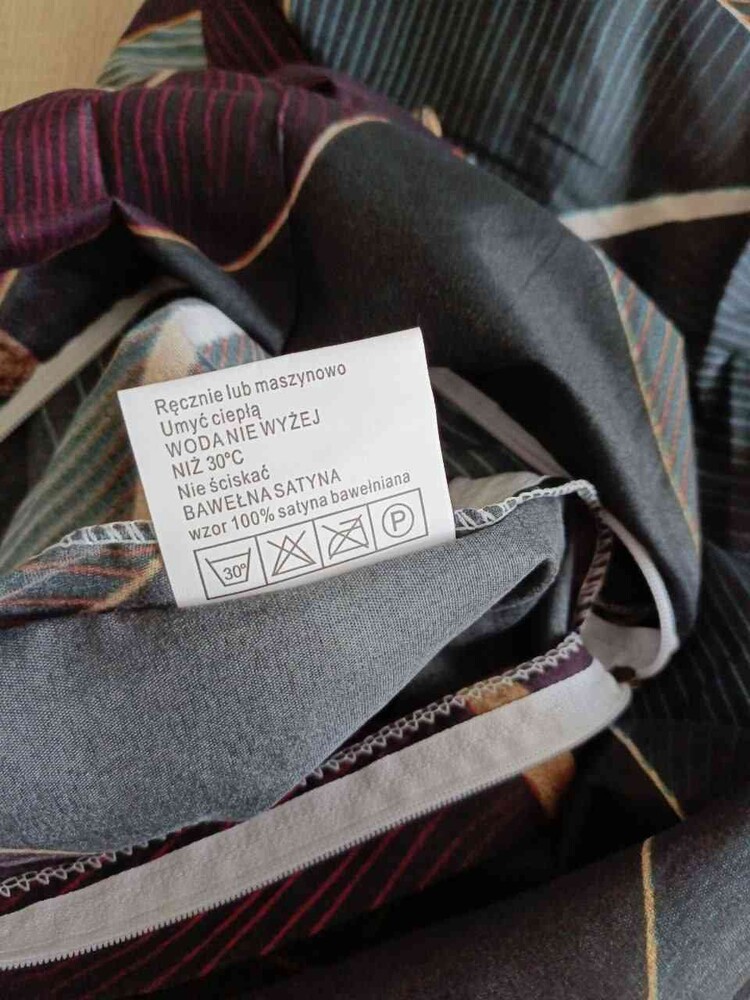 Ręcznie lub maszynowo
Umyć ciepłą
WODA NIE WYŻEJ
NIŻ 30°C
Nie ściskać
BAWEŁNA SATYNA
wzor 100% satyna bawełniana
30° P